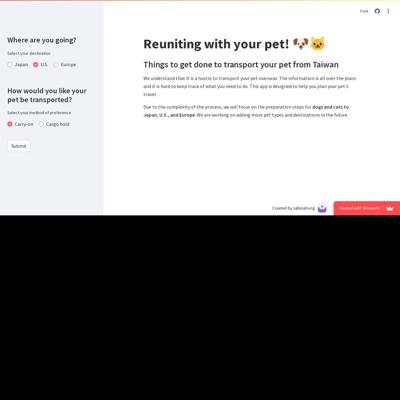 Fork
Where are you going?
Select your destination
Japan
U.S.
Europe
How would you like your
pet be transported?
Select your method of preference
Carry-on
Cargo hold
Submit
Reuniting with your pet! 🐶🐱
Things to get done to transport your pet from Taiwan
We understand that it is a hustle to transport your pet overseas. The information is all over the place
and it is hard to keep track of what you need to do. This app is designed to help you plan your pet's
travel.
Due to the complexity of the process, we will focus on the preparation steps for dogs and cats to
Japan, U.S., and Europe. We are working on adding more pet types and destinations in the future.
Created by sabinahung
Hosted with Streamlit